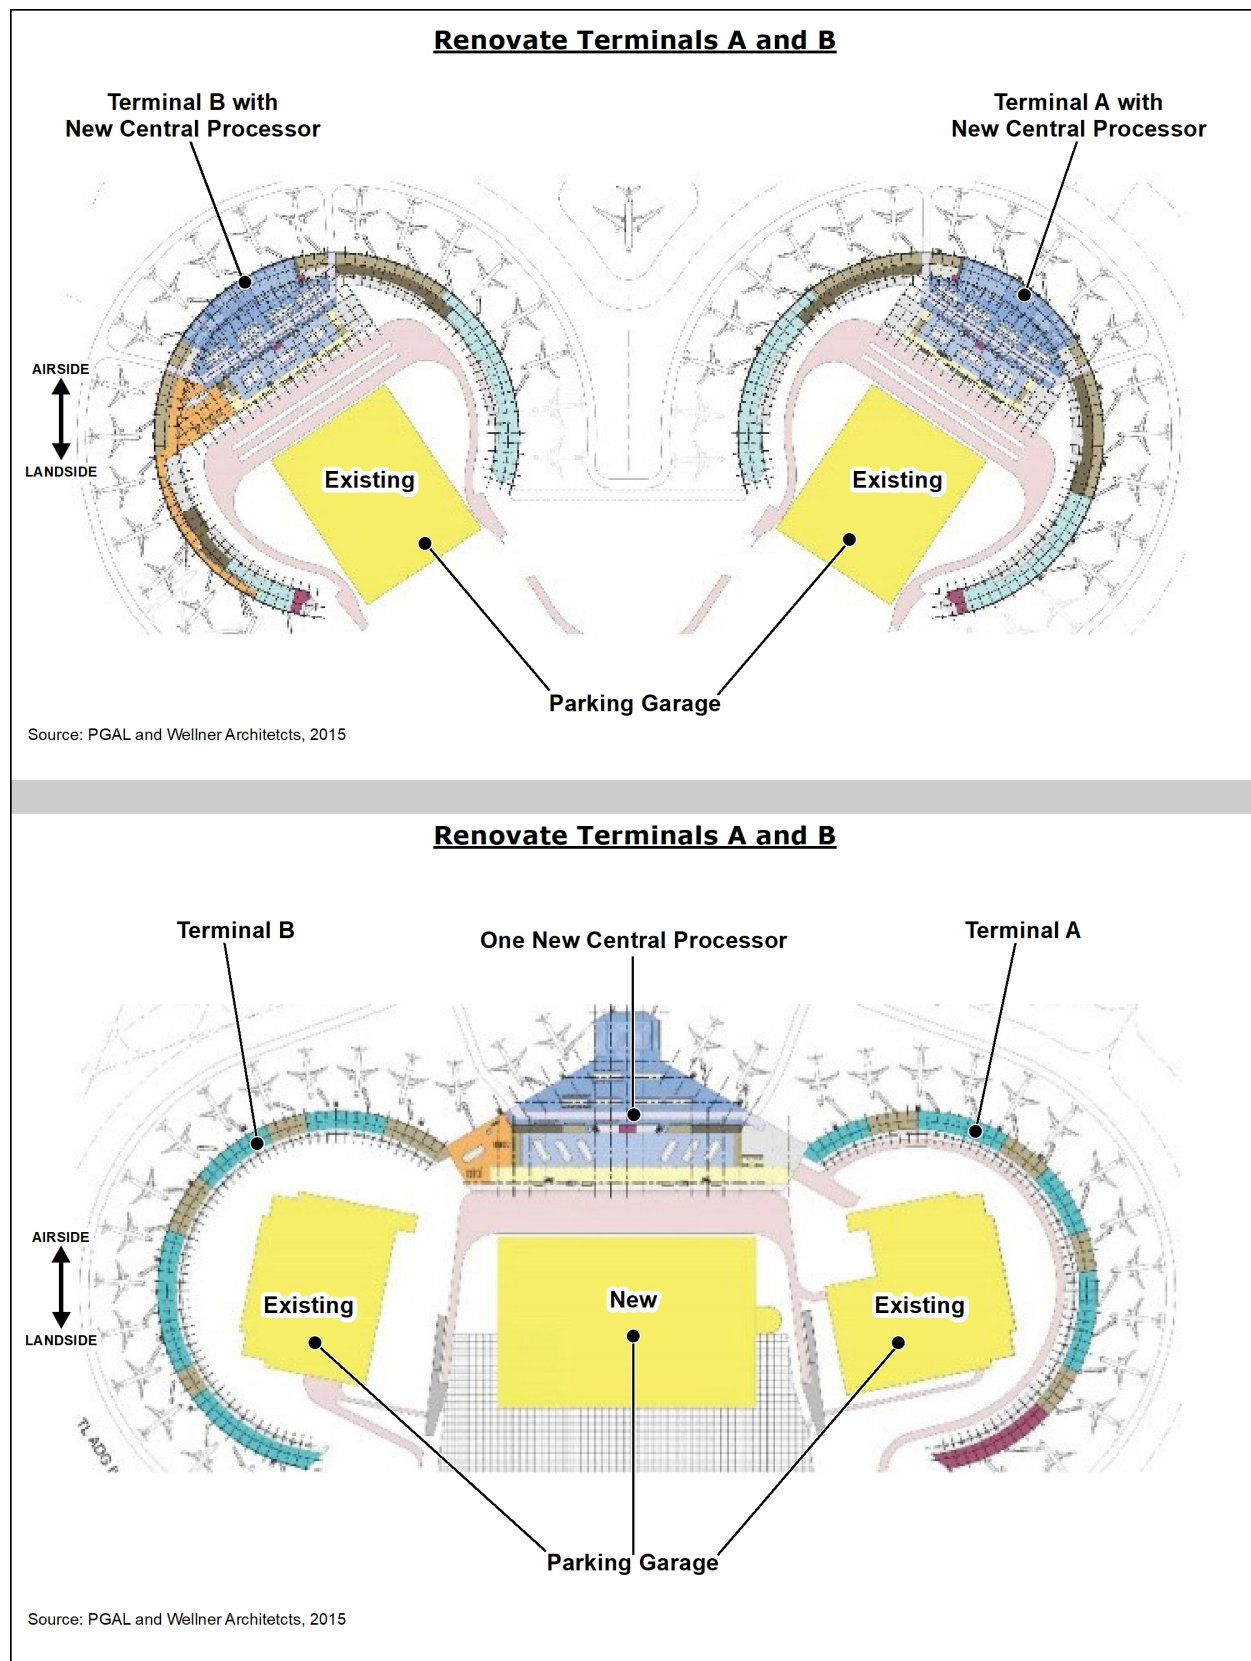 Renovate Terminals A and B
Terminal B with
New Central Processor
Terminal A with
New Central Processor
AIRSIDE
LANDSIDE
Existing
Existing
Parking Garage
Source: PGAL and Wellner Architetcts, 2015
Renovate Terminals A and B
Terminal B
One New Central Processor
Terminal A
AIRSIDE
LANDSIDE
Existing
New
Existing
TL ADG
Parking Garage
Source: PGAL and Wellner Architetcts, 2015